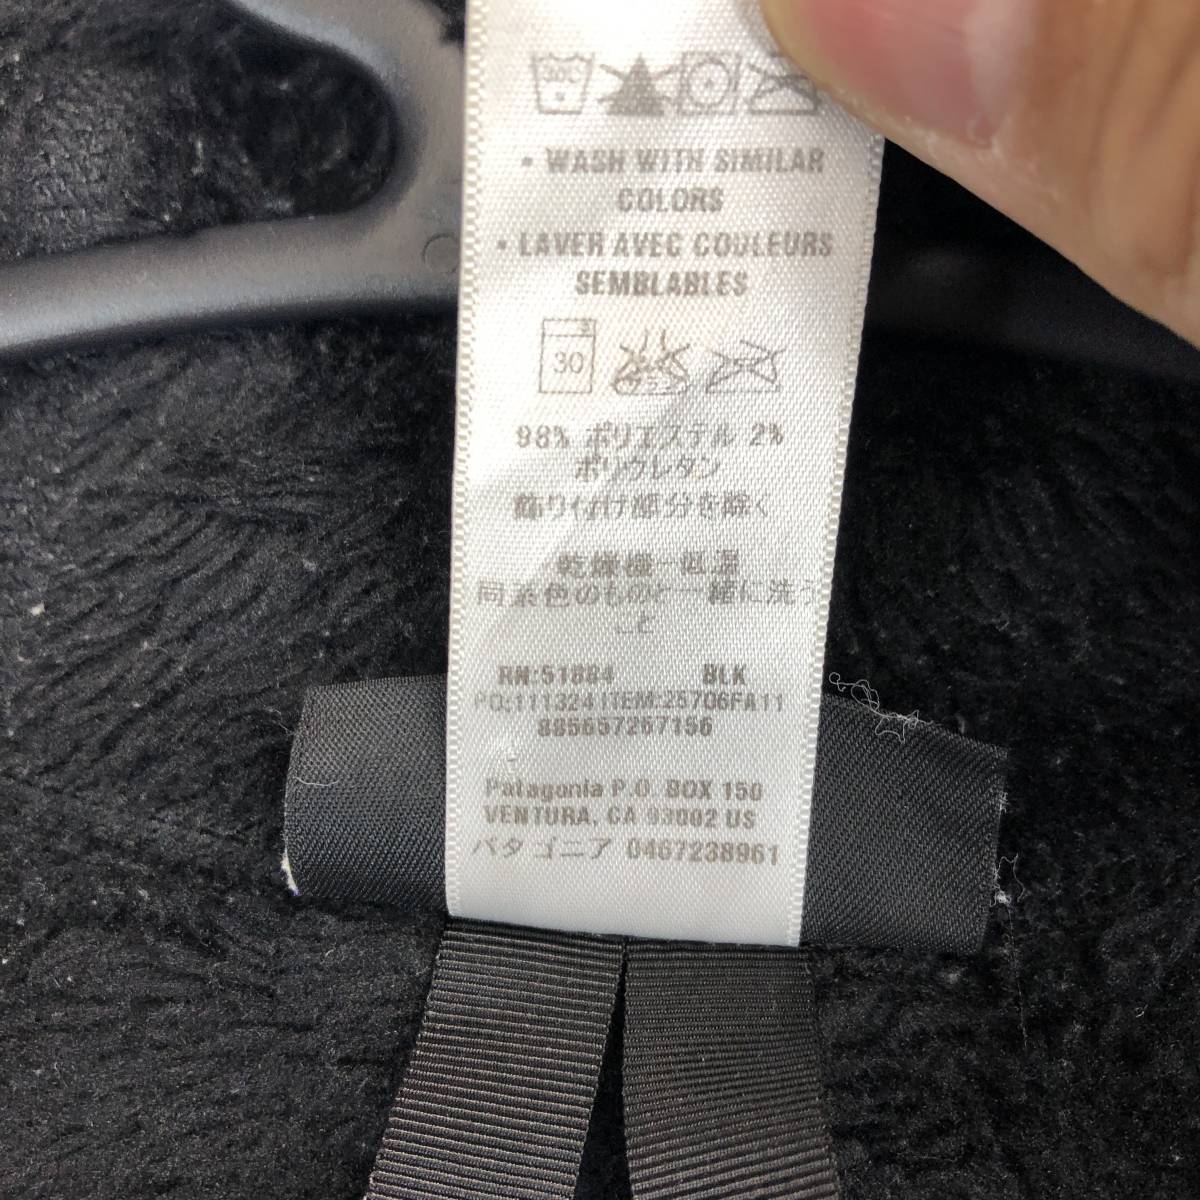 30C
• WASH WITH SIMILAR
COLORS
• LAVER AVEC COULEURS
SEMBLABLES
30
98% ポリエステル 2%
ポリウレタン
飾り付け部分を除く
乾燥機一低温
同系色のものと一緒に洗う
こと
RN:51884 BLK
PO:111324 ITEM:25706FA11
885657267156
Patagonia P.O. BOX 150
VENTURA, CA 93002 US
パタゴニア 0467238961